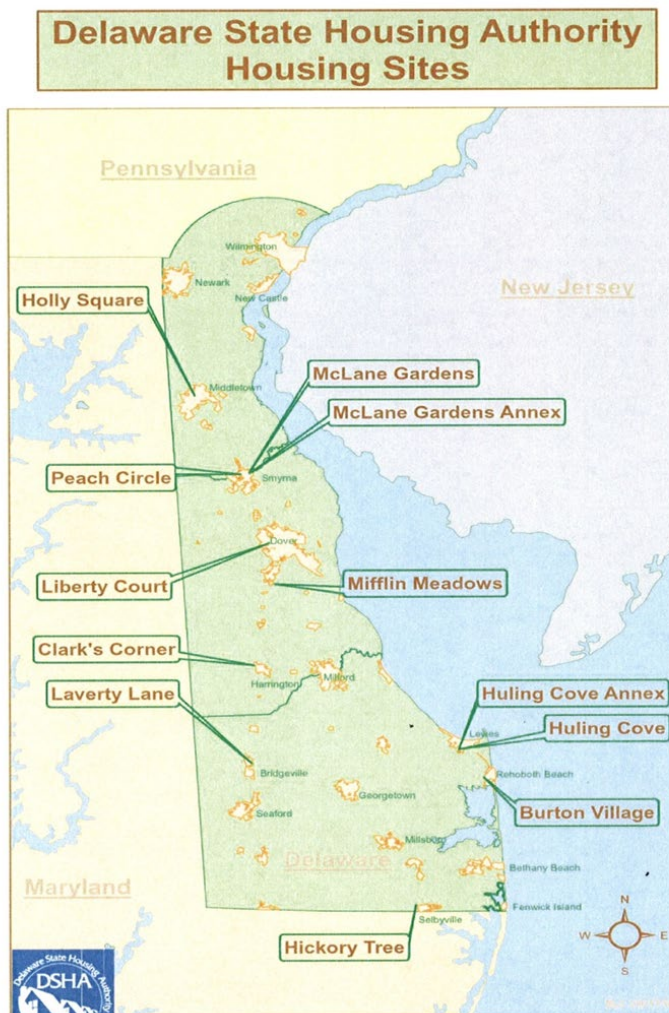 Delaware State Housing Authority
Housing Sites
Pennsylvania
Wilmington
Newark
New Castle
New Jersey
Holly Square
Middletown
McLane Gardens
McLane Gardens Annex
Peach Circle
Smyrna
Dover
Liberty Court
Mifflin Meadows
Clark's Corner
Harrington
Milford
Laverty Lane
Huling Cove Annex
Lewes
Huling Cove
Bridgeville
Rehoboth Beach
Georgetown
Seaford
Burton Village
Millsboro
Delaware
Bethany Beach
Maryland
Fenwick Island
Selbyville
Hickory Tree
N
W
E
S
Delaware State Housing Authority
DSHA